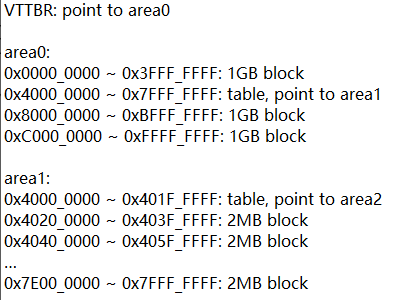 VTTBR: point to area0
area0:
0x0000_0000 ~ 0x3FFF_FFFF: 1GB block
0x4000_0000 ~ 0x7FFF_FFFF: table, point to area1
0x8000_0000 ~ 0xBFFF_FFFF: 1GB block
0xC000_0000 ~ 0xFFFF_FFFF: 1GB block
area1:
0x4000_0000 ~ 0x401F_FFFF: table, point to area2
0x4020_0000 ~ 0x403F_FFFF: 2MB block
0x4040_0000 ~ 0x405F_FFFF: 2MB block
...
0x7E00_0000 ~ 0x7FFF_FFFF: 2MB block